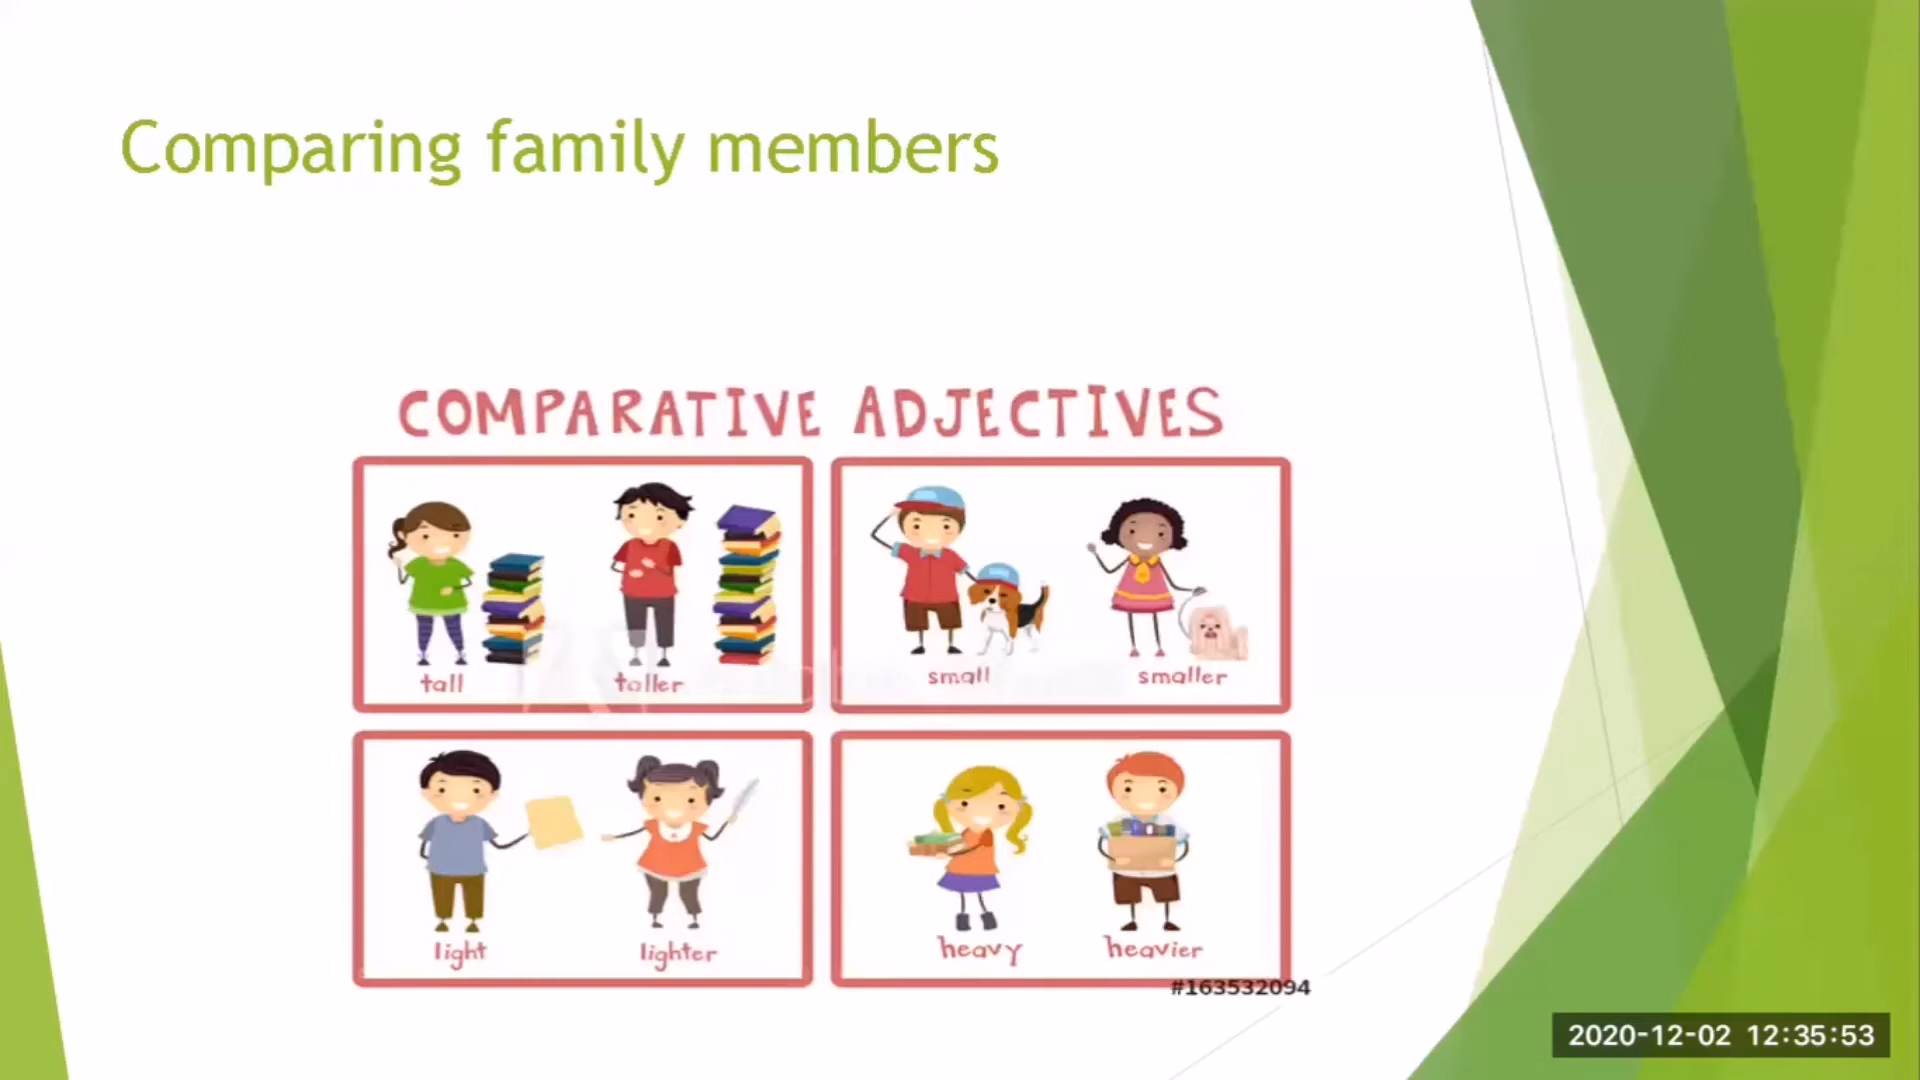 Comparing family members
COMPARATIVE ADJECTIVES
tall taller
small smaller
light lighter
heavy heavier
#163532094
2020-12-02 12:35:53